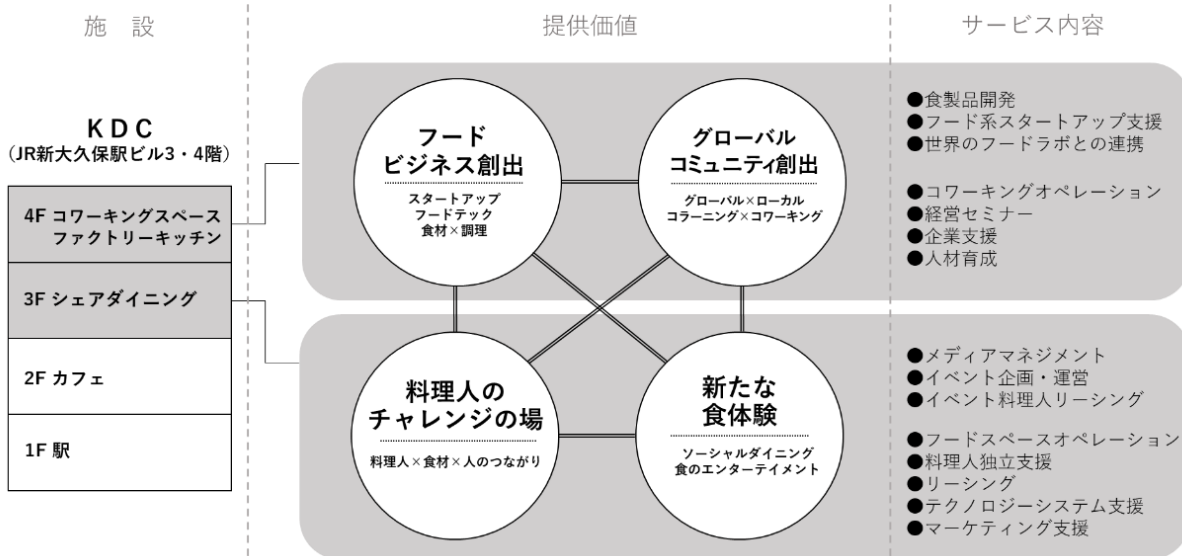 施　設
提供価値
サービス内容
KDC
(JR新大久保駅ビル3・4階)
4F コワーキングスペース
ファクトリーキッチン
3F シェアダイニング
2F カフェ
1F 駅
フード
ビジネス創出
スタートアップ
フードテック
食材×調理
グローバル
コミュニティ創出
グローバル×ローカル
コラーニング×コワーキング
料理人の
チャレンジの場
料理人×食材×人のつながり
新たな
食体験
ソーシャルダイニング
食のエンターテイメント
●食製品開発
●フード系スタートアップ支援
●世界のフードラボとの連携
●コワーキングオペレーション
●経営セミナー
●企業支援
●人材育成
●メディアマネジメント
●イベント企画・運営
●イベント料理人リーシング
●フードスペースオペレーション
●料理人独立支援
●リーシング
●テクノロジーシステム支援
●マーケティング支援